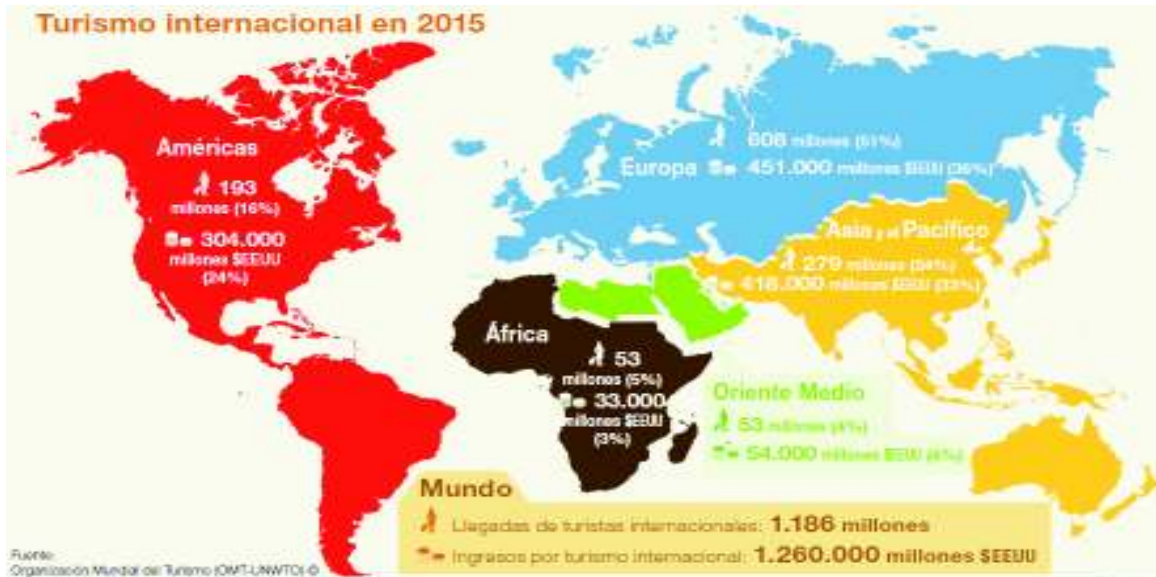 Turismo internacional en 2015
Américas
193
millones (16%)
304.000
millones $EEUU
(24%)
Europa
608 millones (51%)
451.000 millones $EEUU (36%)
Asia y el Pacífico
279 millones (24%)
418.000 millones $EEUU (33%)
África
53
millones (5%)
33.000
millones $EEUU
(3%)
Oriente Medio
53 millones (4%)
54.000 millones $EEUU (4%)
Mundo
Llegadas de turistas internacionales: 1.186 millones
Ingresos por turismo internacional: 1.260.000 millones $EEUU
Fuente:
Organización Mundial del Turismo (OMT-UNWTO) ©